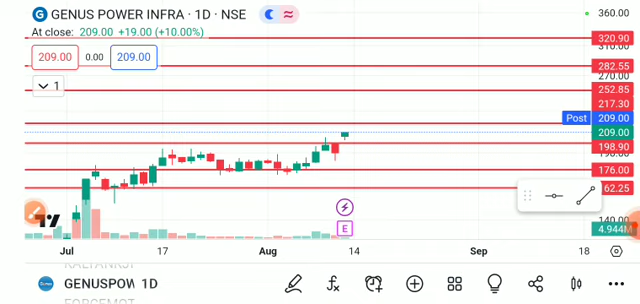 GENUS POWER INFRA · 1D · NSE
At close: 209.00 +19.00 (+10.00%)
209.00 0.00 209.00
1
360.00
320.90
310.00
282.55
270.00
252.85
217.30
Post 209.00
209.00
198.90
176.00
62.25
140.00
4.944M
E
Jul Aug 14 Sep 18
GENUSPOW 1D